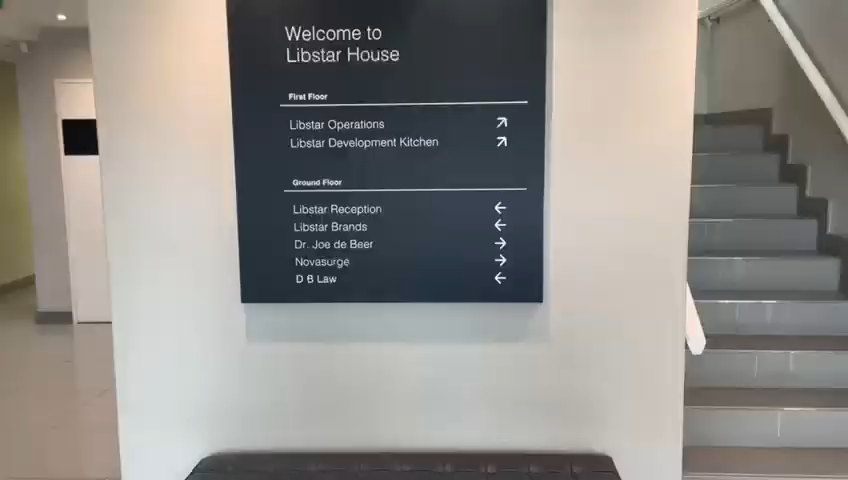 Welcome to
Libstar House
First Floor
Libstar Operations ↗
Libstar Development Kitchen ↗
Ground Floor
Libstar Reception ←
Libstar Brands ←
Dr. Joe de Beer →
Novasurge →
D B Law ←